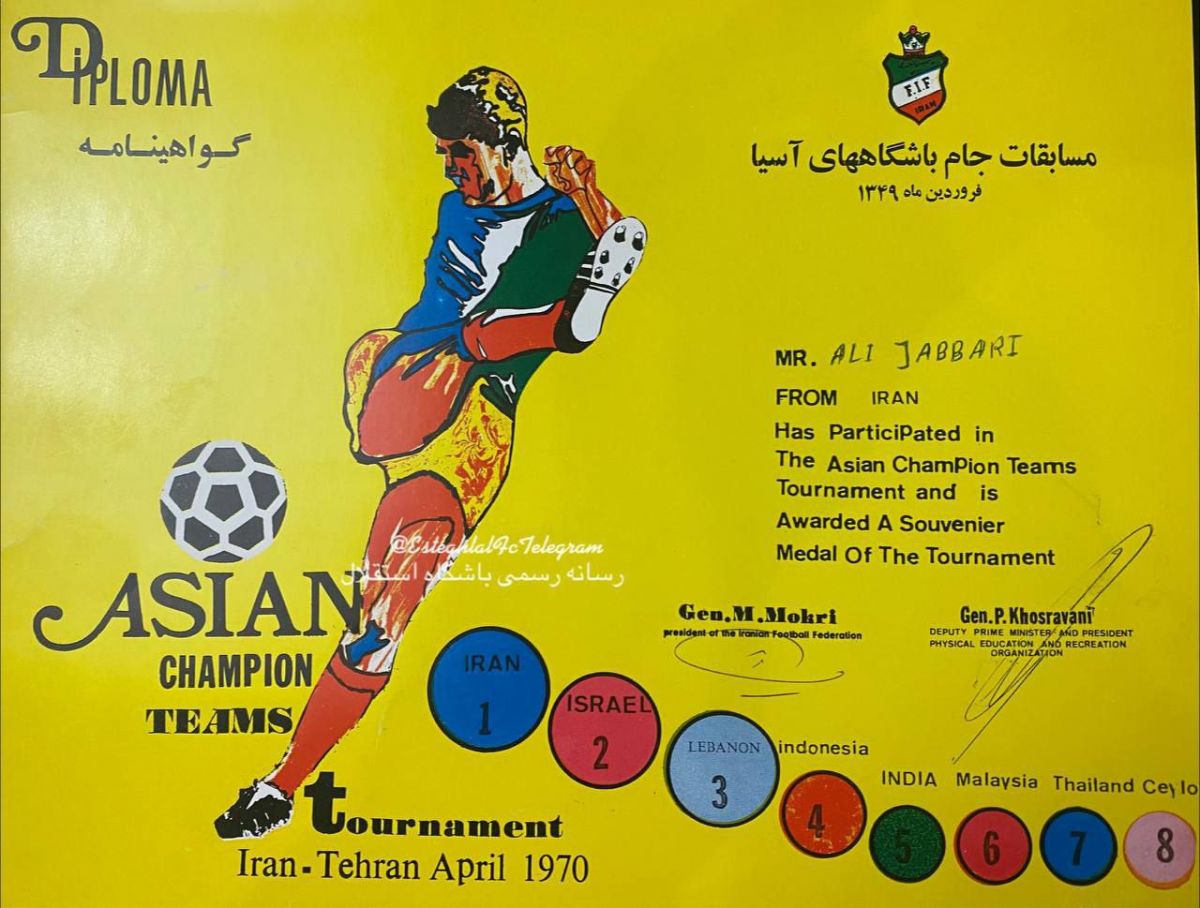 DIPLOMA
گواهینامه
F.I.F
IRAN
مسابقات جام باشگاههای آسیا
فروردین ماه ۱۳۴۹
MR. ALI JABBARI
FROM IRAN
Has ParticiPated in
The Asian ChamPion Teams
Tournament and is
Awarded A Souvenier
Medal Of The Tournament
@EsteghlalFcTelegram
رسانه رسمی باشگاه استقلال
Gen.M.Mokri
president of the Iranian Football Federation
Gen.P.Khosravani
DEPUTY PRIME MINISTER AND PRESIDENT
PHYSICAL EDUCATION AND RECREATION
ORGANIZATION
ASIAN
CHAMPION
TEAMS
tournament
Iran-Tehran April 1970
IRAN
1
ISRAEL
2
LEBANON
3
indonesia
4
INDIA
5
Malaysia
6
Thailand
7
Ceylo
8